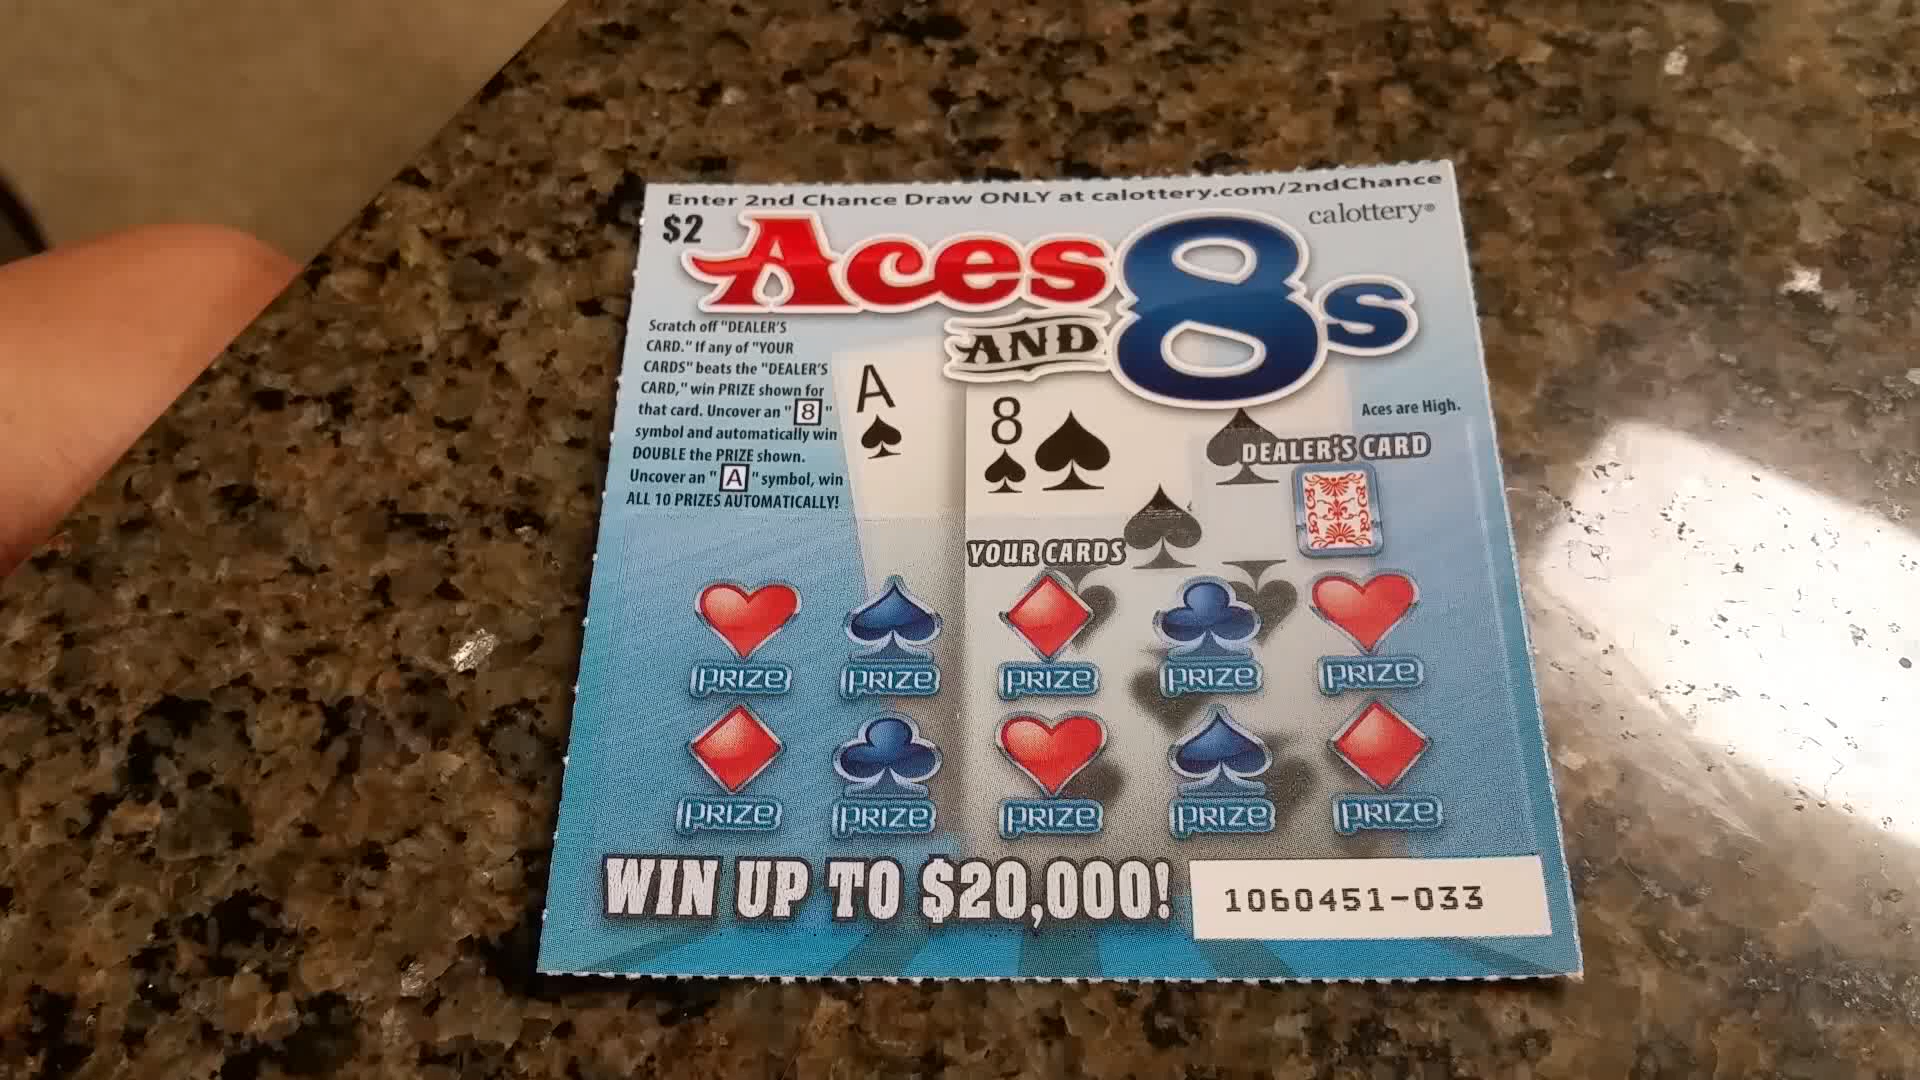 Enter 2nd Chance Draw ONLY at calottery.com/2ndChance
$2
Aces
AND
8s
calottery®
Scratch off "DEALER'S
CARD." If any of "YOUR
CARDS" beats the "DEALER'S
CARD," win PRIZE shown for
that card. Uncover an "8"
symbol and automatically win
DOUBLE the PRIZE shown.
Uncover an "A" symbol, win
ALL 10 PRIZES AUTOMATICALLY!
A
8
Aces are High.
DEALER'S CARD
YOUR CARDS
PRIZE PRIZE PRIZE PRIZE PRIZE
PRIZE PRIZE PRIZE PRIZE PRIZE
WIN UP TO $20,000!
1060451-033